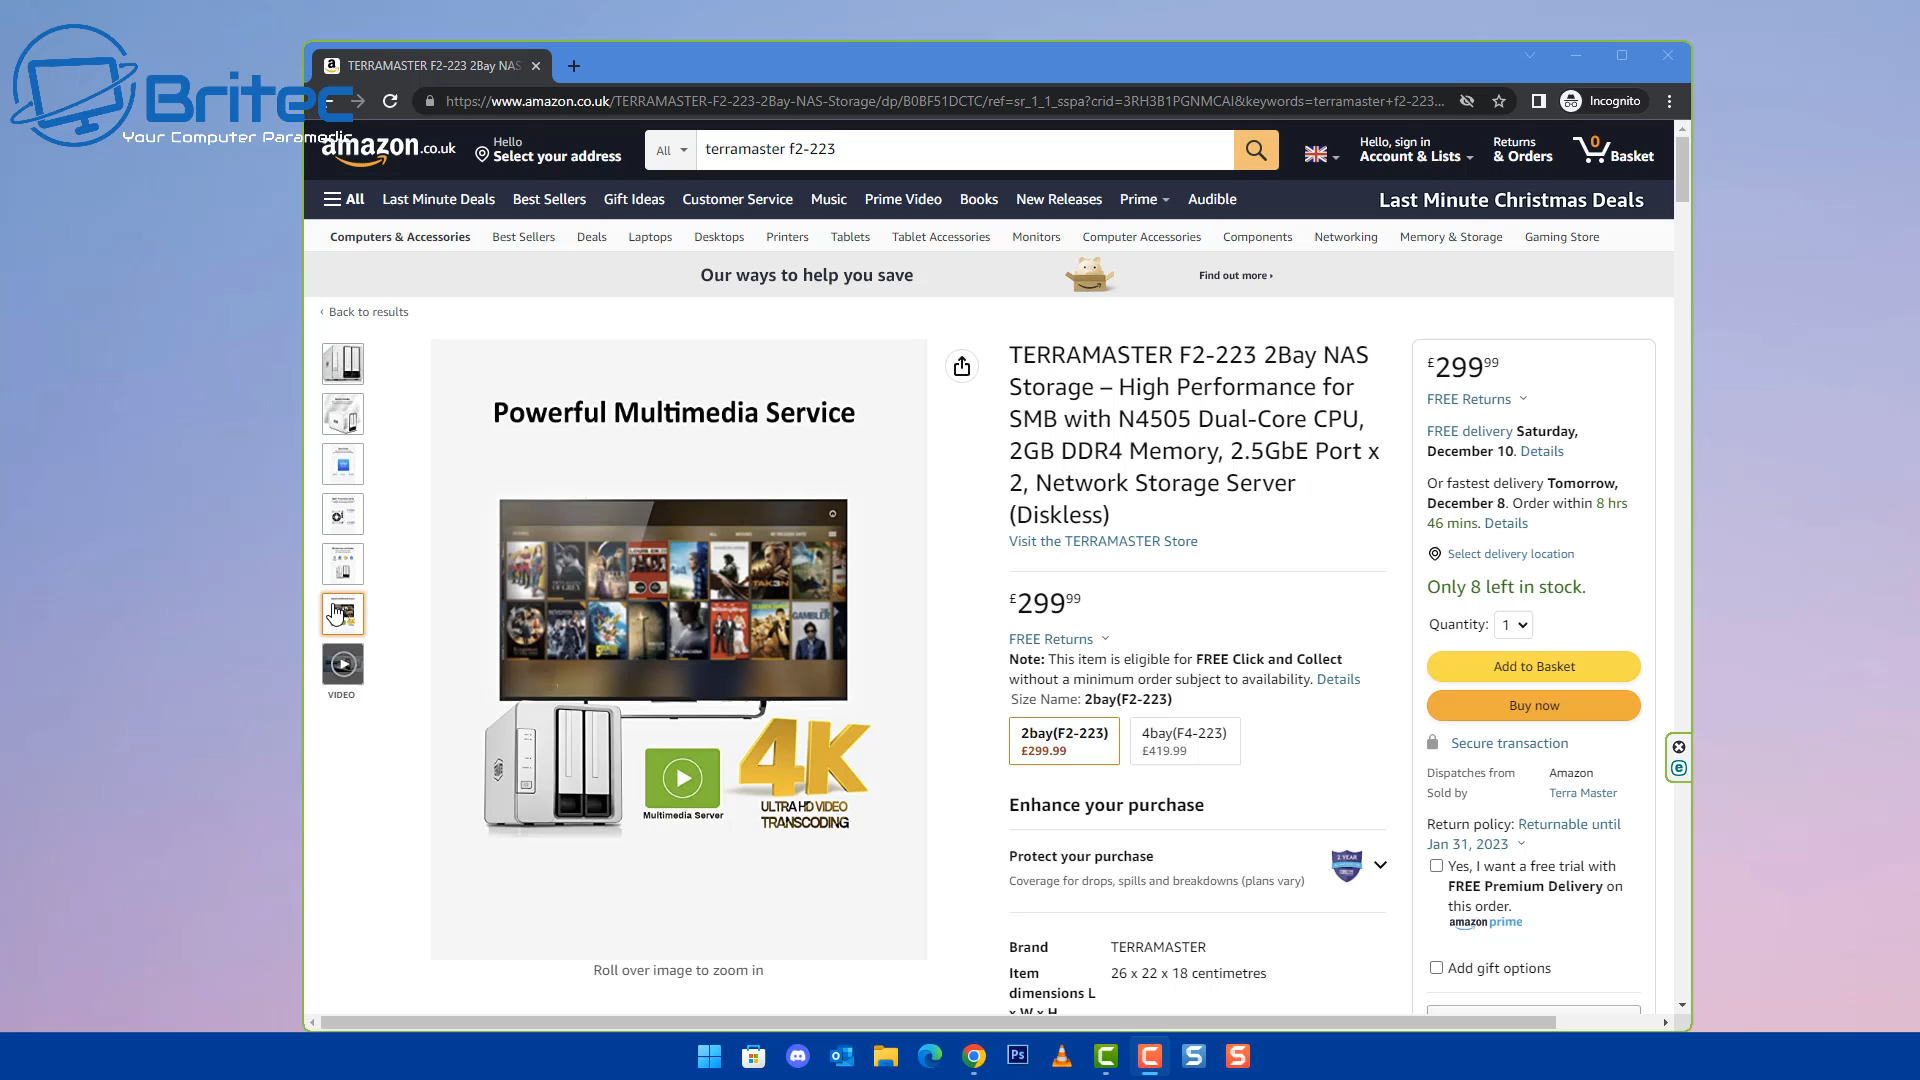 Britec
Your Computer Paramedic
TERRAMASTER F2-223 2Bay NAS
https://www.amazon.co.uk/TERRAMASTER-F2-223-2Bay-NAS-Storage/dp/B0BF51DCTC/ref=sr_1_1_sspa?crid=3RH3B1PGNMCAI&keywords=terramaster+f2-223...
Incognito
amazon.co.uk
Hello
Select your address
All
terramaster f2-223
Hello, sign in
Account & Lists
Returns
& Orders
0
Basket
All
Last Minute Deals
Best Sellers
Gift Ideas
Customer Service
Music
Prime Video
Books
New Releases
Prime
Audible
Last Minute Christmas Deals
Computers & Accessories
Best Sellers
Deals
Laptops
Desktops
Printers
Tablets
Tablet Accessories
Monitors
Computer Accessories
Components
Networking
Memory & Storage
Gaming Store
Our ways to help you save
Find out more ›
‹ Back to results
VIDEO
Powerful Multimedia Service
Multimedia Server
4K
ULTRA HD VIDEO
TRANSCODING
Roll over image to zoom in
TERRAMASTER F2-223 2Bay NAS
Storage – High Performance for
SMB with N4505 Dual-Core CPU,
2GB DDR4 Memory, 2.5GbE Port x
2, Network Storage Server
(Diskless)
Visit the TERRAMASTER Store
£299.99
FREE Returns
Note: This item is eligible for FREE Click and Collect
without a minimum order subject to availability. Details
Size Name: 2bay(F2-223)
2bay(F2-223)
£299.99
4bay(F4-223)
£419.99
Enhance your purchase
Protect your purchase
Coverage for drops, spills and breakdowns (plans vary)
2 YEAR
Brand
TERRAMASTER
Item
dimensions L
x W x H
26 x 22 x 18 centimetres
£299.99
FREE Returns
FREE delivery Saturday,
December 10. Details
Or fastest delivery Tomorrow,
December 8. Order within 8 hrs
46 mins. Details
Select delivery location
Only 8 left in stock.
Quantity: 1
Add to Basket
Buy now
Secure transaction
Dispatches from Amazon
Sold by Terra Master
Return policy: Returnable until
Jan 31, 2023
Yes, I want a free trial with
FREE Premium Delivery on
this order.
amazon prime
Add gift options
Ps